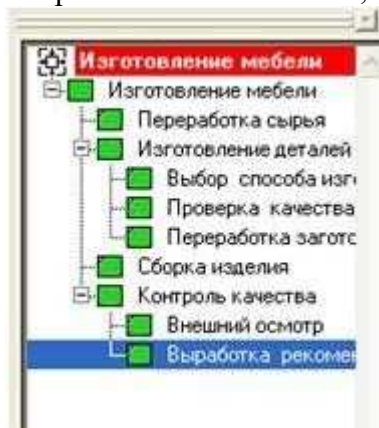 Изготовление мебели
Изготовление мебели
Переработка сырья
Изготовление деталей
Выбор способа изг
Проверка качества
Переработка загото
Сборка изделия
Контроль качества
Внешний осмотр
Выработка рекоме